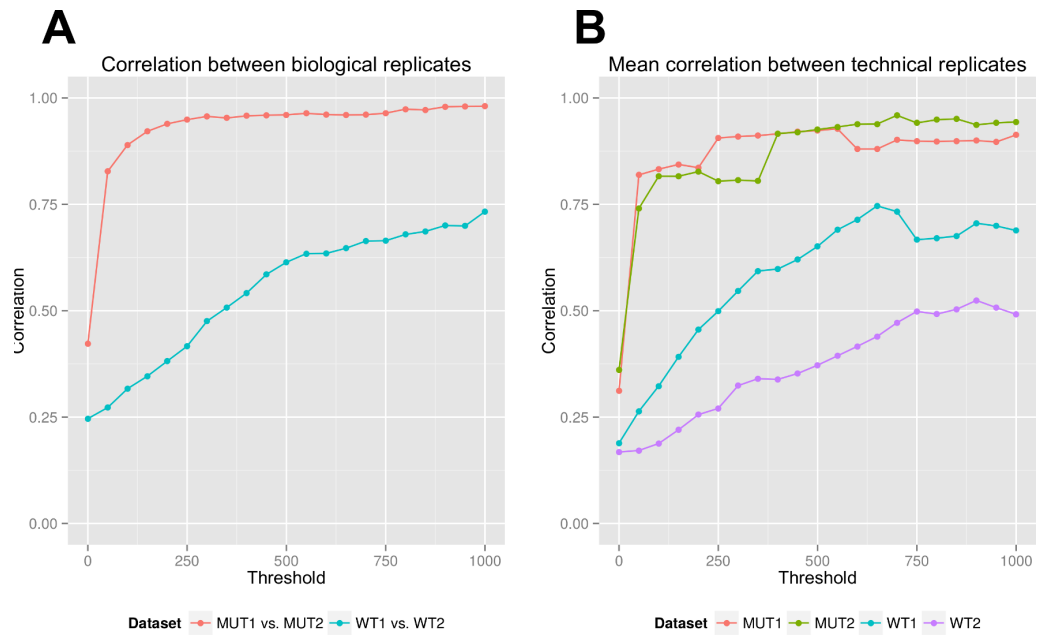 A
Correlation between biological replicates
1.00
0.75
0.50
0.25
0.00
Correlation
0 250 500 750 1000
Threshold
Dataset MUT1 vs. MUT2 WT1 vs. WT2
B
Mean correlation between technical replicates
1.00
0.75
0.50
0.25
0.00
Correlation
0 250 500 750 1000
Threshold
Dataset MUT1 MUT2 WT1 WT2